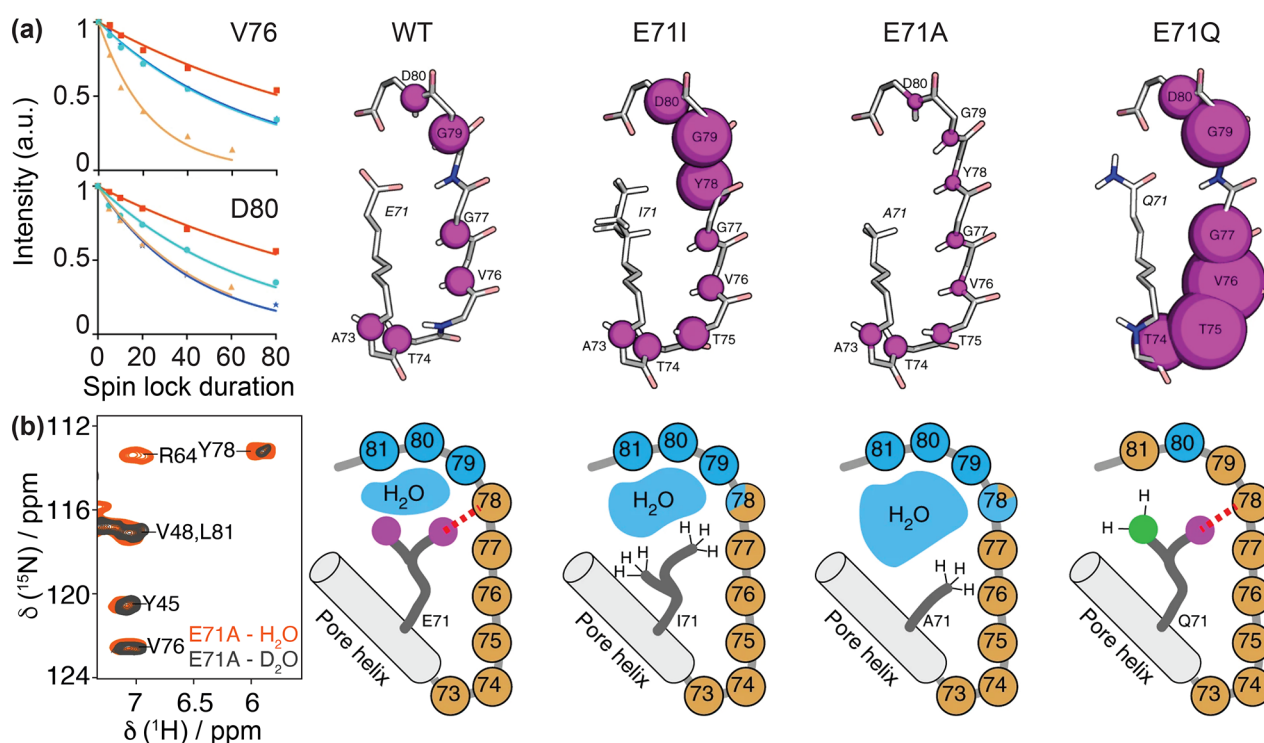 (a)
V76
WT
E71I
E71A
E71Q
Intensity (a.u.)
1
0.5
0
D80
1
0.5
0
0 20 40 60 80
Spin lock duration
D80
G79
E71
G77
V76
A73
T74
D80
G79
Y78
I71
G77
V76
A73
T75
T74
D80
G79
Y78
A71
G77
V76
A73
T75
T74
D80
G79
Q71
G77
V76
T75
T74
(b)
δ (¹⁵N) / ppm
112
116
120
124
R64 Y78
V48,L81
Y45
V76
E71A - H₂O
E71A - D₂O
7 6.5 6
δ (¹H) / ppm
81 80 79 78 77 76 75 74 73
H₂O
E71
Pore helix
81 80 79 78 77 76 75 74 73
H₂O
H H H H H H
I71
Pore helix
81 80 79 78 77 76 75 74 73
H₂O
H H H
A71
Pore helix
81 80 79 78 77 76 75 74 73
H H
Q71
Pore helix